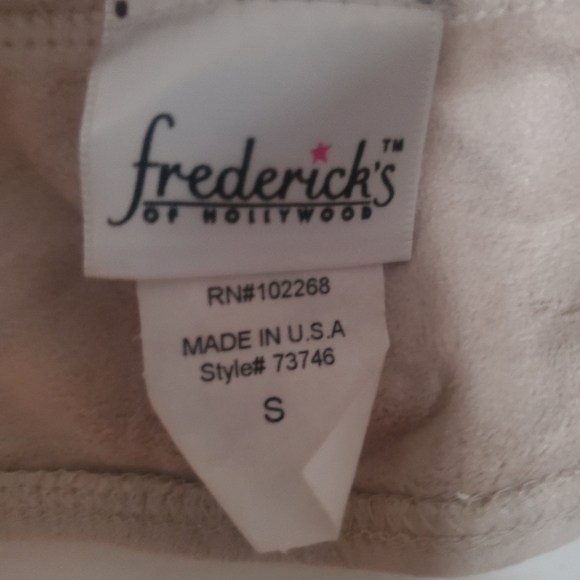 frederick's™
OF HOLLYWOOD
RN#102268
MADE IN U.S.A
Style# 73746
S